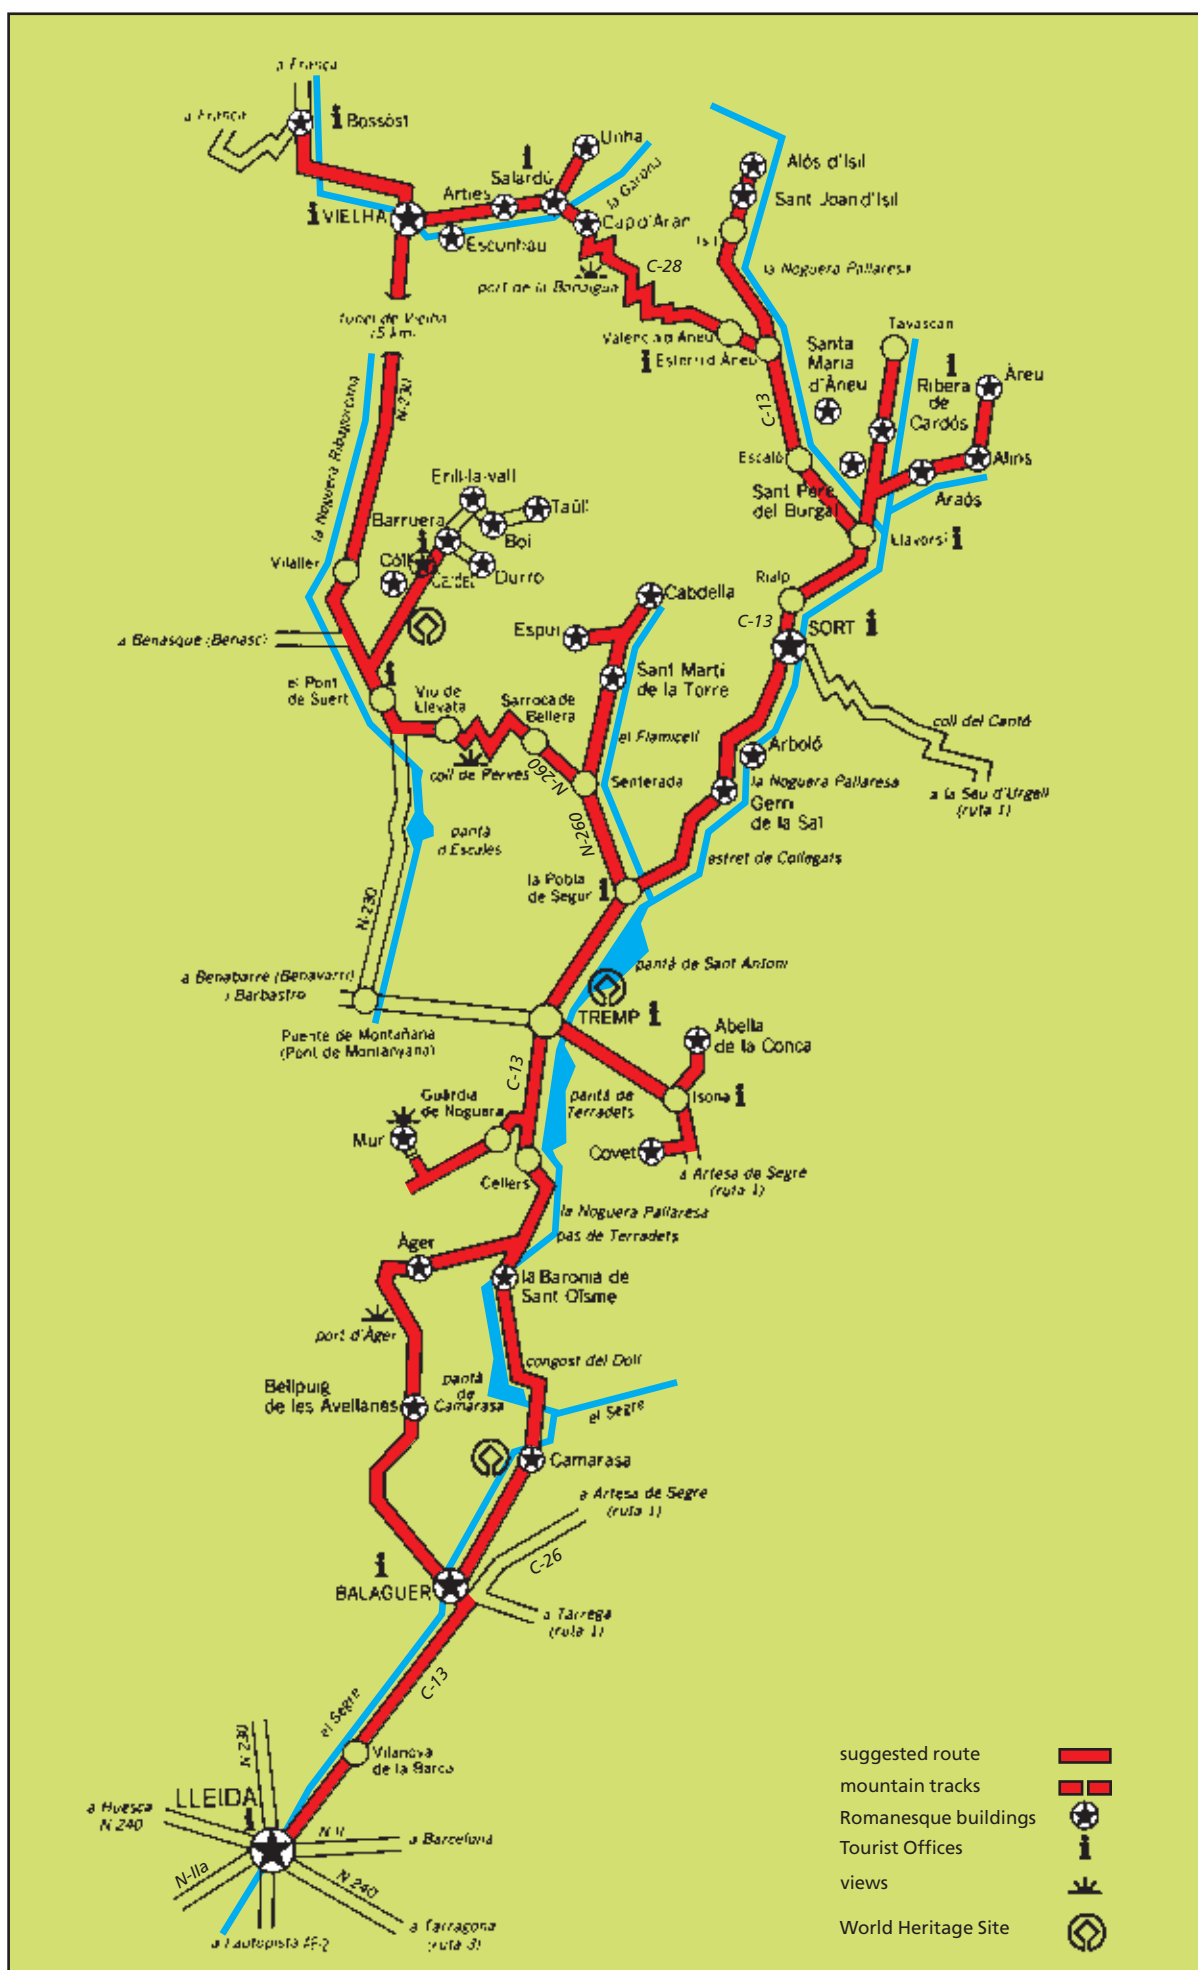 a França
a França
Bossòst
Unha
Salardú
Arties
la Garona
VIELHA
Escunhau
Cap d'Aran
C-28
port de la Bonaigua
Alós d'Isil
Sant Joan d'Isil
Isil
la Noguera Pallaresa
túnel de Vielha
(5 km)
València d'Àneu
Esterri d'Àneu
Santa
Maria
d'Àneu
Tavascan
Ribera
de
Cardós
Àreu
N-230
la Noguera Ribagorçana
C-13
Escaló
Alins
Araós
Sant Pere
del Burgal
Llavorsí
Erill-la-vall
Taüll
Barruera
Boí
Vilaller
Cóll
Cardet
Durro
Rialp
Cabdella
C-13
SORT
a Benasque (Benasc)
Espui
Sant Martí
de la Torre
el Pont
de Suert
Viu de
Llevata
Sarroca de
Bellera
coll del Cantó
el Flamicell
Arboló
coll de Perves
N-260
Senterada
la Noguera Pallaresa
a la Seu d'Urgell
(ruta 1)
Gerri
de la Sal
pantà
d'Escales
N-260
estret de Collegats
la Pobla
de Segur
N-230
a Benabarre (Benavarri)
i Barbastro
pantà de Sant Antoni
TREMP
Puente de Montañana
(Pont de Montanyana)
Abella
de la Conca
C-13
Guàrdia
de Noguera
pantà de
Terradets
Isona
Mur
Covet
Cellers
a Artesa de Segre
(ruta 1)
la Noguera Pallaresa
pas de Terradets
Àger
la Baronia de
Sant Oïsme
port d'Àger
congost del Doll
Bellpuig
de les Avellanes
pantà
de
Camarasa
el Segre
Camarasa
a Artesa de Segre
(ruta 1)
C-26
BALAGUER
a Tàrrega
(ruta 1)
C-13
el Segre
N 230
Vilanova
de la Barca
LLEIDA
a Huesca
N 240
N II
a Barcelona
N-IIa
N 240
a Tarragona
(ruta 3)
a l'autopista AP-2
suggested route
mountain tracks
Romanesque buildings
Tourist Offices
views
World Heritage Site